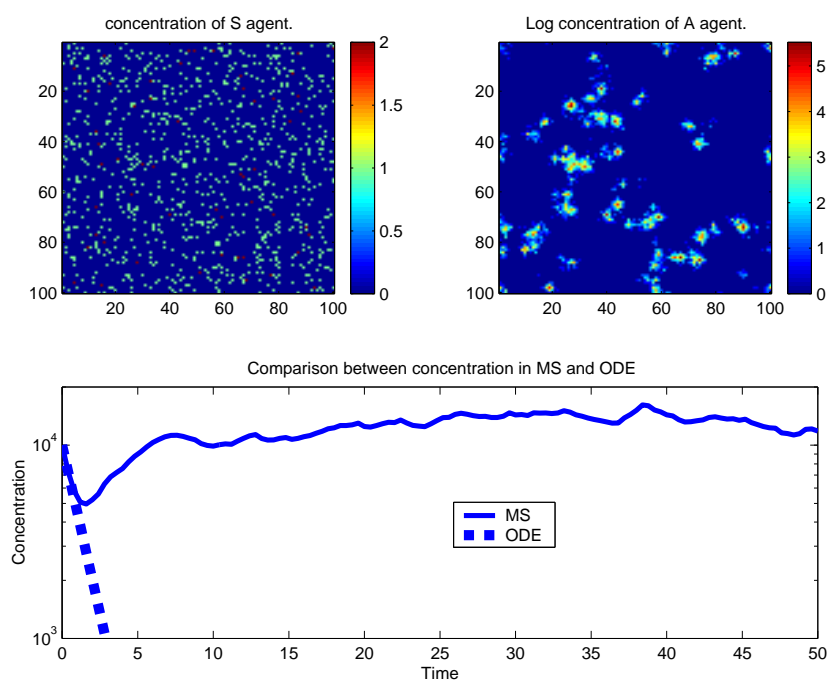 concentration of S agent.
20
40
60
80
100
20 40 60 80 100
2
1.5
1
0.5
0
Log concentration of A agent.
20
40
60
80
100
20 40 60 80 100
5
4
3
2
1
0
Comparison between concentration in MS and ODE
Concentration
10^4
10^3
MS
ODE
0 5 10 15 20 25 30 35 40 45 50
Time